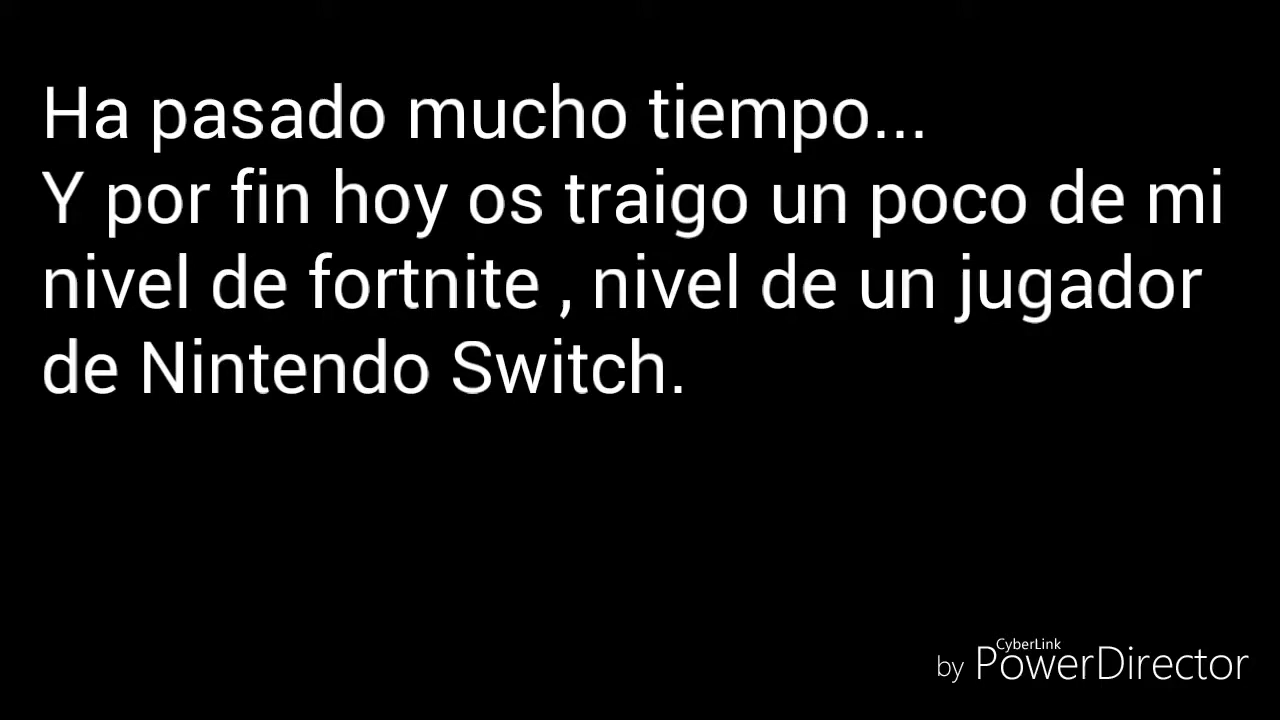 Ha pasado mucho tiempo...
Y por fin hoy os traigo un poco de mi
nivel de fortnite , nivel de un jugador
de Nintendo Switch.
CyberLink
by PowerDirector